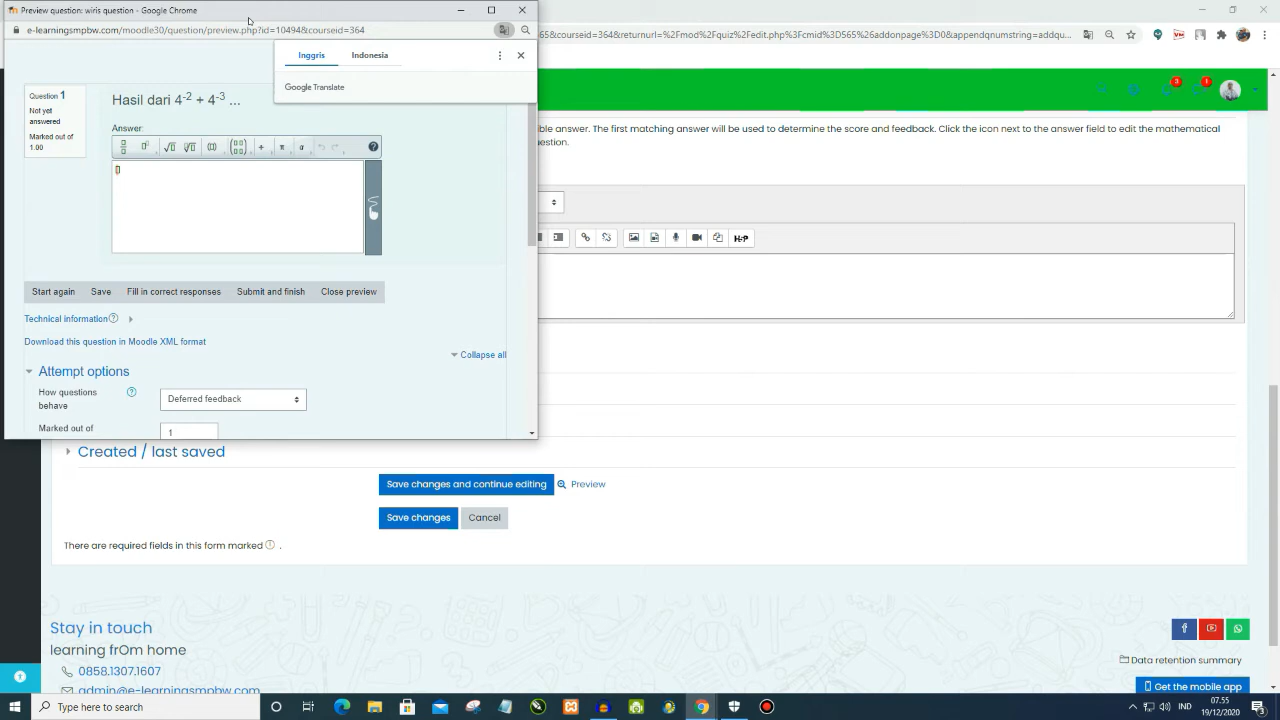 Preview question: wiris question - Google Chrome
e-learningsmpbw.com/moodle30/question/preview.php?id=10494&courseid=364
65&courseid=364&returnurl=%2Fmod%2Fquiz%2Fedit.php%3Fcmid%3D565%26addonpage%3D0&appendqnumstring=addqu...
Inggris Indonesia
Google Translate
Question 1
Not yet
answered
Marked out of
1.00
Hasil dari 4⁻² + 4⁻³ ...
Answer:
3
1
ble answer. The first matching answer will be used to determine the score and feedback. Click the icon next to the answer field to edit the mathematical
uestion.
H-P
Start again Save Fill in correct responses Submit and finish Close preview
Technical information
Download this question in Moodle XML format
Collapse all
Attempt options
How questions
behave
Deferred feedback
Marked out of
1
Created / last saved
Save changes and continue editing Preview
Save changes Cancel
There are required fields in this form marked .
Stay in touch
learning frOm home
0858.1307.1607
admin@e-learningsmpbw.com
Data retention summary
Get the mobile app
Type here to search
IND
07.55
19/12/2020
3